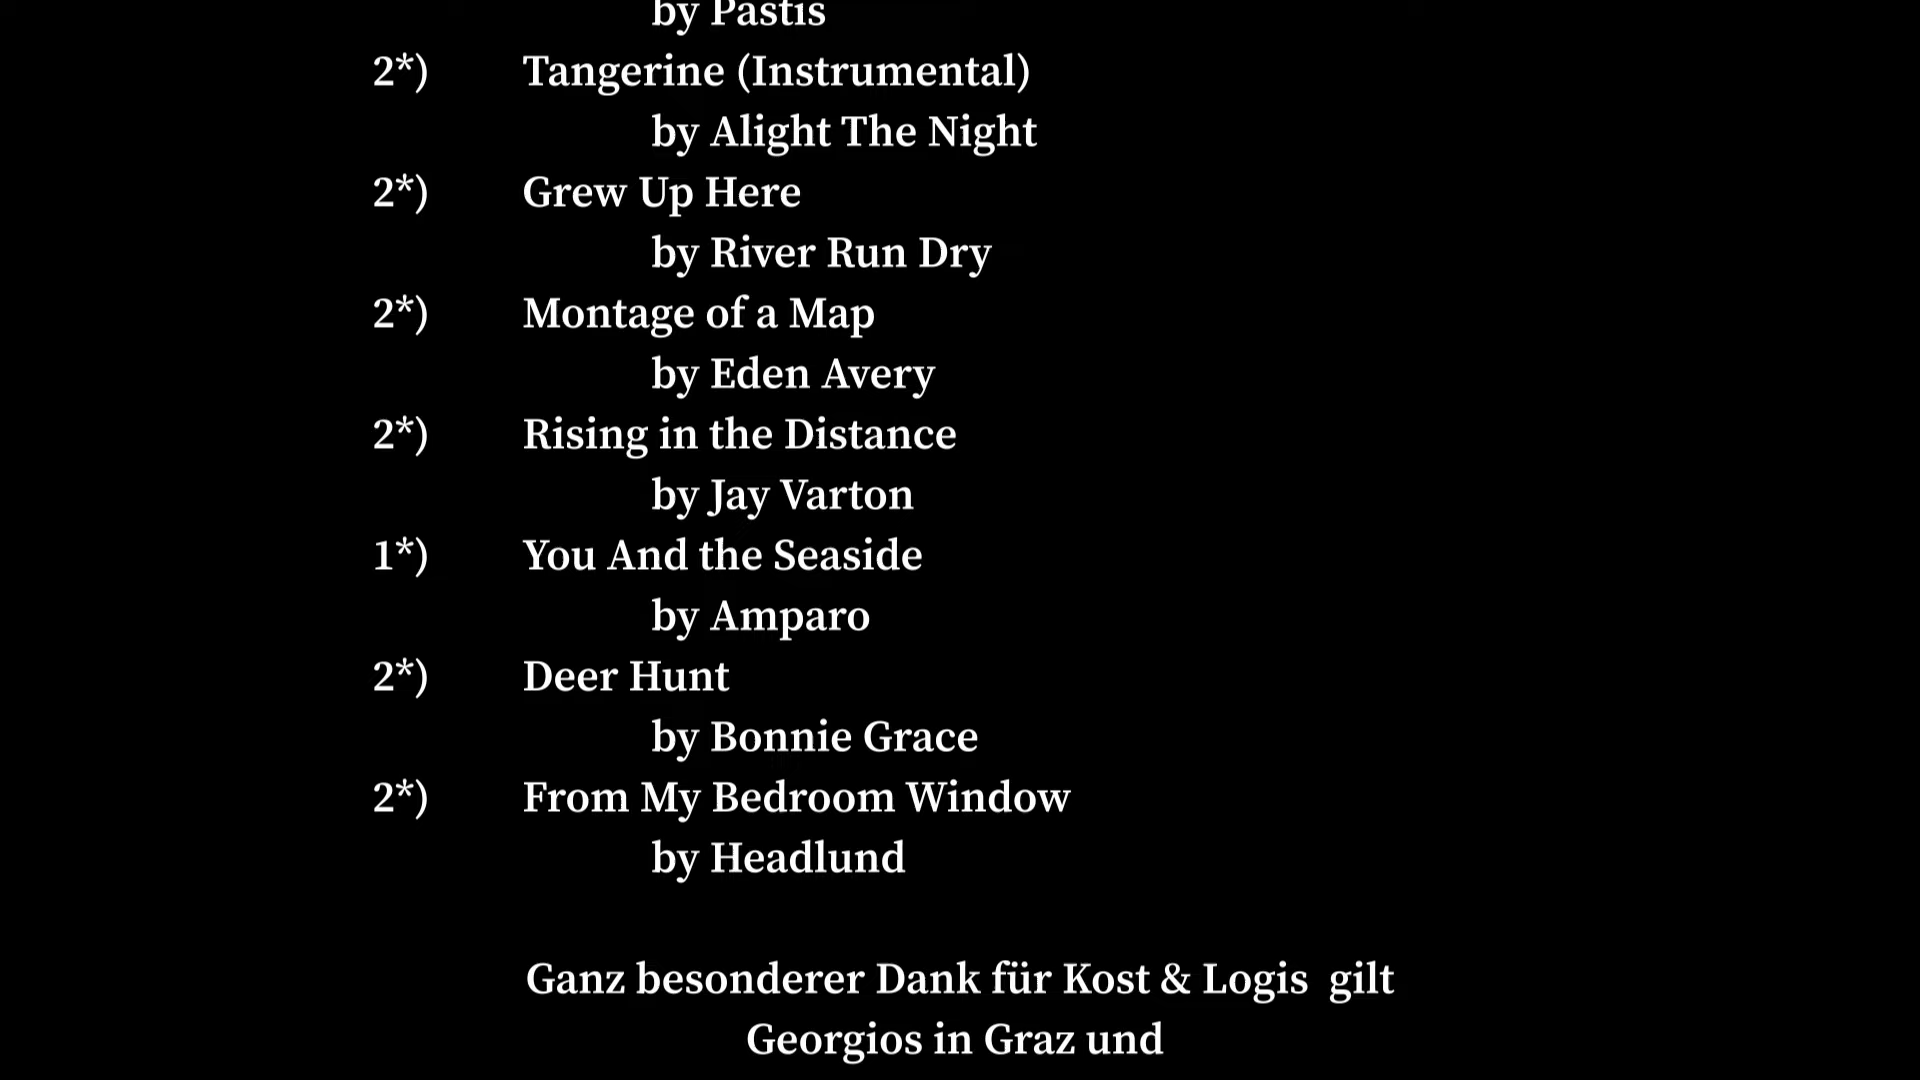 by Pastis
2*) Tangerine (Instrumental)
by Alight The Night
2*) Grew Up Here
by River Run Dry
2*) Montage of a Map
by Eden Avery
2*) Rising in the Distance
by Jay Varton
1*) You And the Seaside
by Amparo
2*) Deer Hunt
by Bonnie Grace
2*) From My Bedroom Window
by Headlund
Ganz besonderer Dank für Kost & Logis gilt
Georgios in Graz und